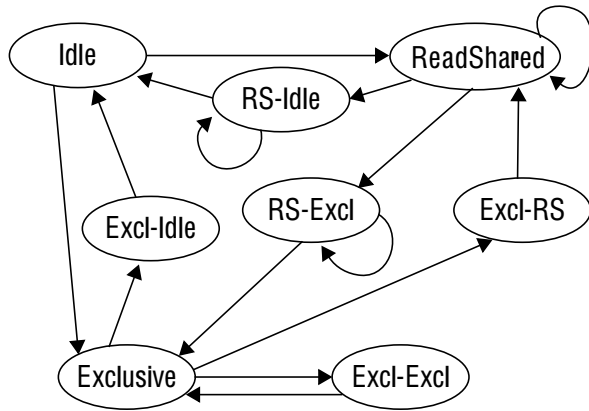 Idle
ReadShared
RS-Idle
RS-Excl
Excl-RS
Excl-Idle
Exclusive
Excl-Excl